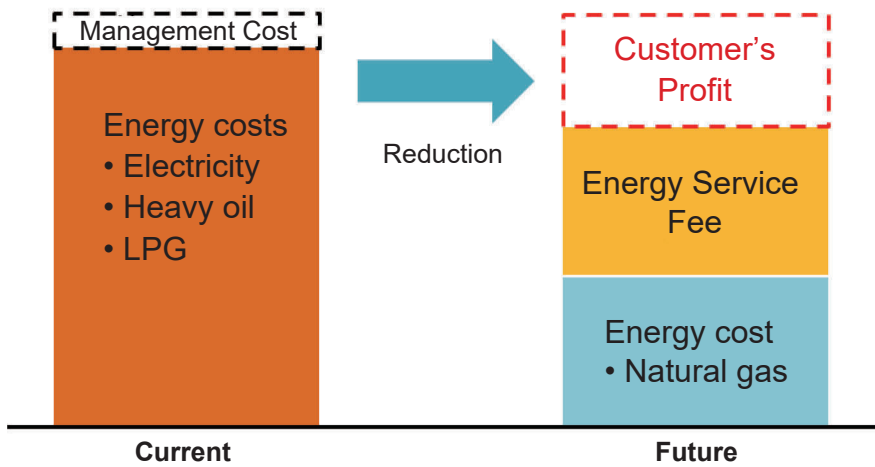 Management Cost
Energy costs
• Electricity
• Heavy oil
• LPG
Reduction
Customer’s
Profit
Energy Service
Fee
Energy cost
• Natural gas
Current
Future